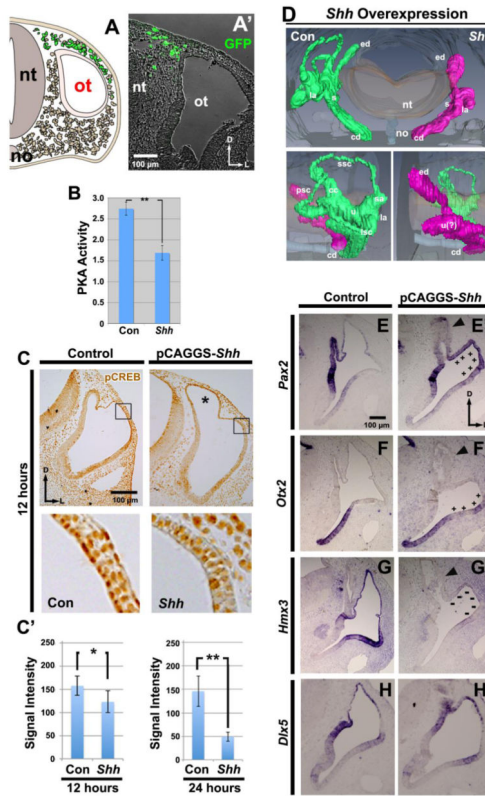 A
A'
GFP
nt
ot
no
nt
ot
100 µm
D
L
B
PKA Activity
3.0
2.5
2.0
1.5
1.0
0.5
0
**
Con
Shh
C
Control
pCAGGS-Shh
12 hours
pCREB
*
D
L
100 µm
Con
Shh
C'
Signal Intensity
200
150
100
50
0
*
Con
Shh
12 hours
Signal Intensity
200
150
100
50
0
**
Con
Shh
24 hours
D
Shh Overexpression
Con
Sh
ed
ed
la
s
s
la
nt
no
cd
cd
ssc
psc
cc
u
la
lsc
cd
ed
u(?)
cd
Control
pCAGGS-Shh
Pax2
E
E
100 µm
D
L
Otx2
F
F
Hmx3
G
G
Dlx5
H
H